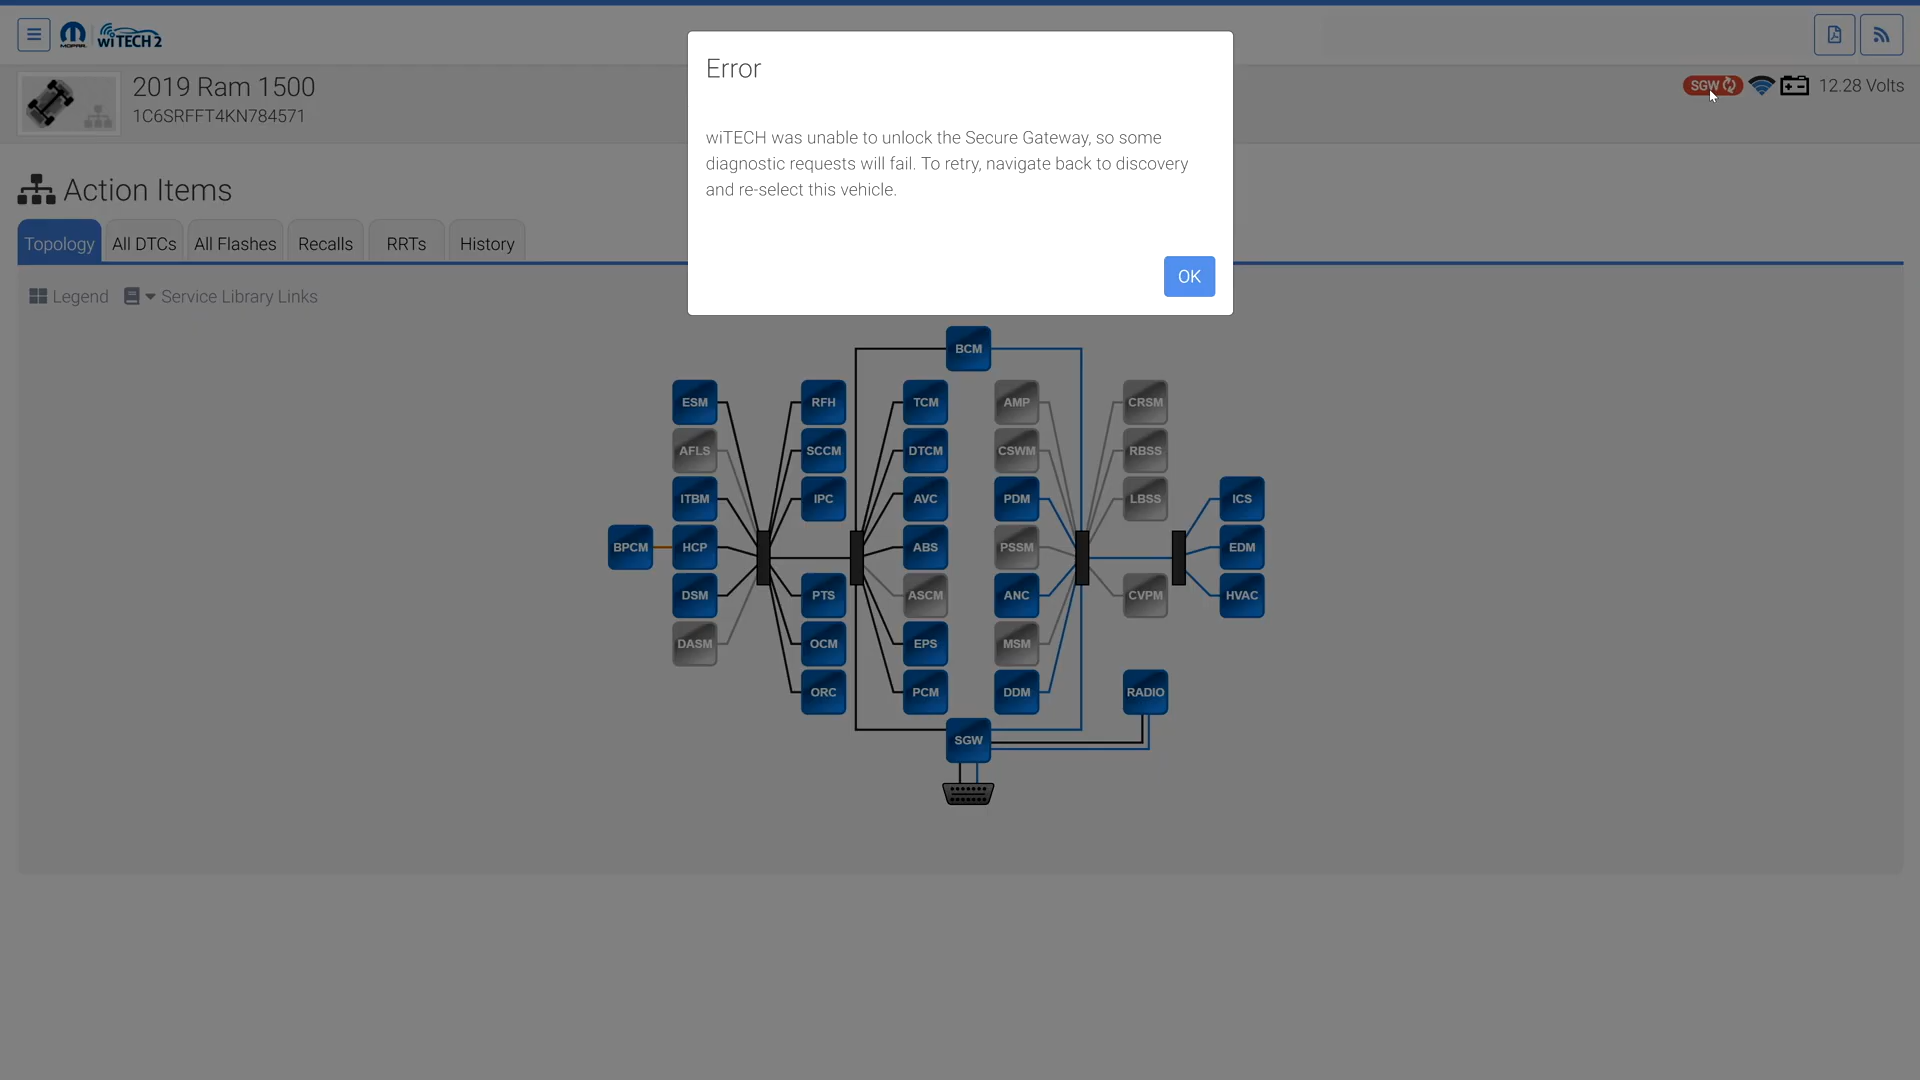 MOPAR
wiTECH 2
2019 Ram 1500
1C6SRFFT4KN784571
SGW
12.28 Volts
Error
wiTECH was unable to unlock the Secure Gateway, so some
diagnostic requests will fail. To retry, navigate back to discovery
and re-select this vehicle.
OK
Action Items
Topology
All DTCs
All Flashes
Recalls
RRTs
History
Legend
Service Library Links
BCM
ESM
RFH
TCM
AMP
CRSM
AFLS
SCCM
DTCM
CSWM
RBSS
ITBM
IPC
AVC
PDM
LBSS
ICS
BPCM
HCP
ABS
PSSM
EDM
DSM
PTS
ASCM
ANC
CVPM
HVAC
DASM
OCM
EPS
MSM
ORC
PCM
DDM
RADIO
SGW